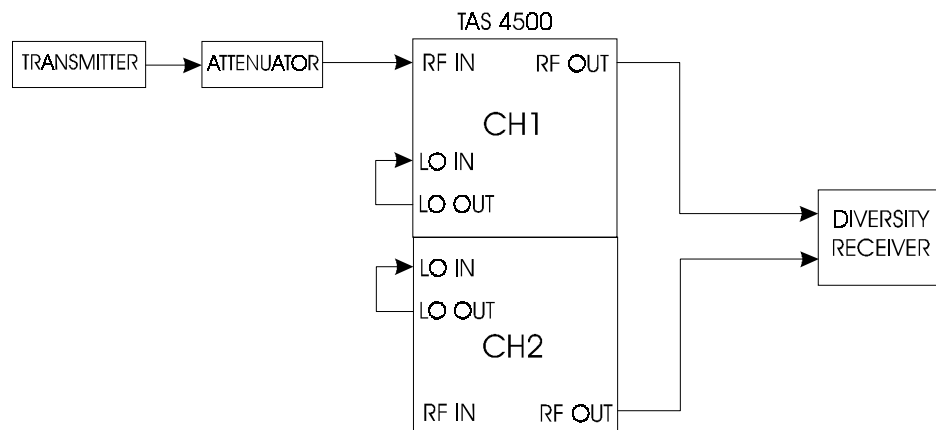 TAS 4500
TRANSMITTER
ATTENUATOR
RF IN
RF OUT
CH1
LO IN
LO OUT
DIVERSITY
RECEIVER
LO IN
LO OUT
CH2
RF IN
RF OUT